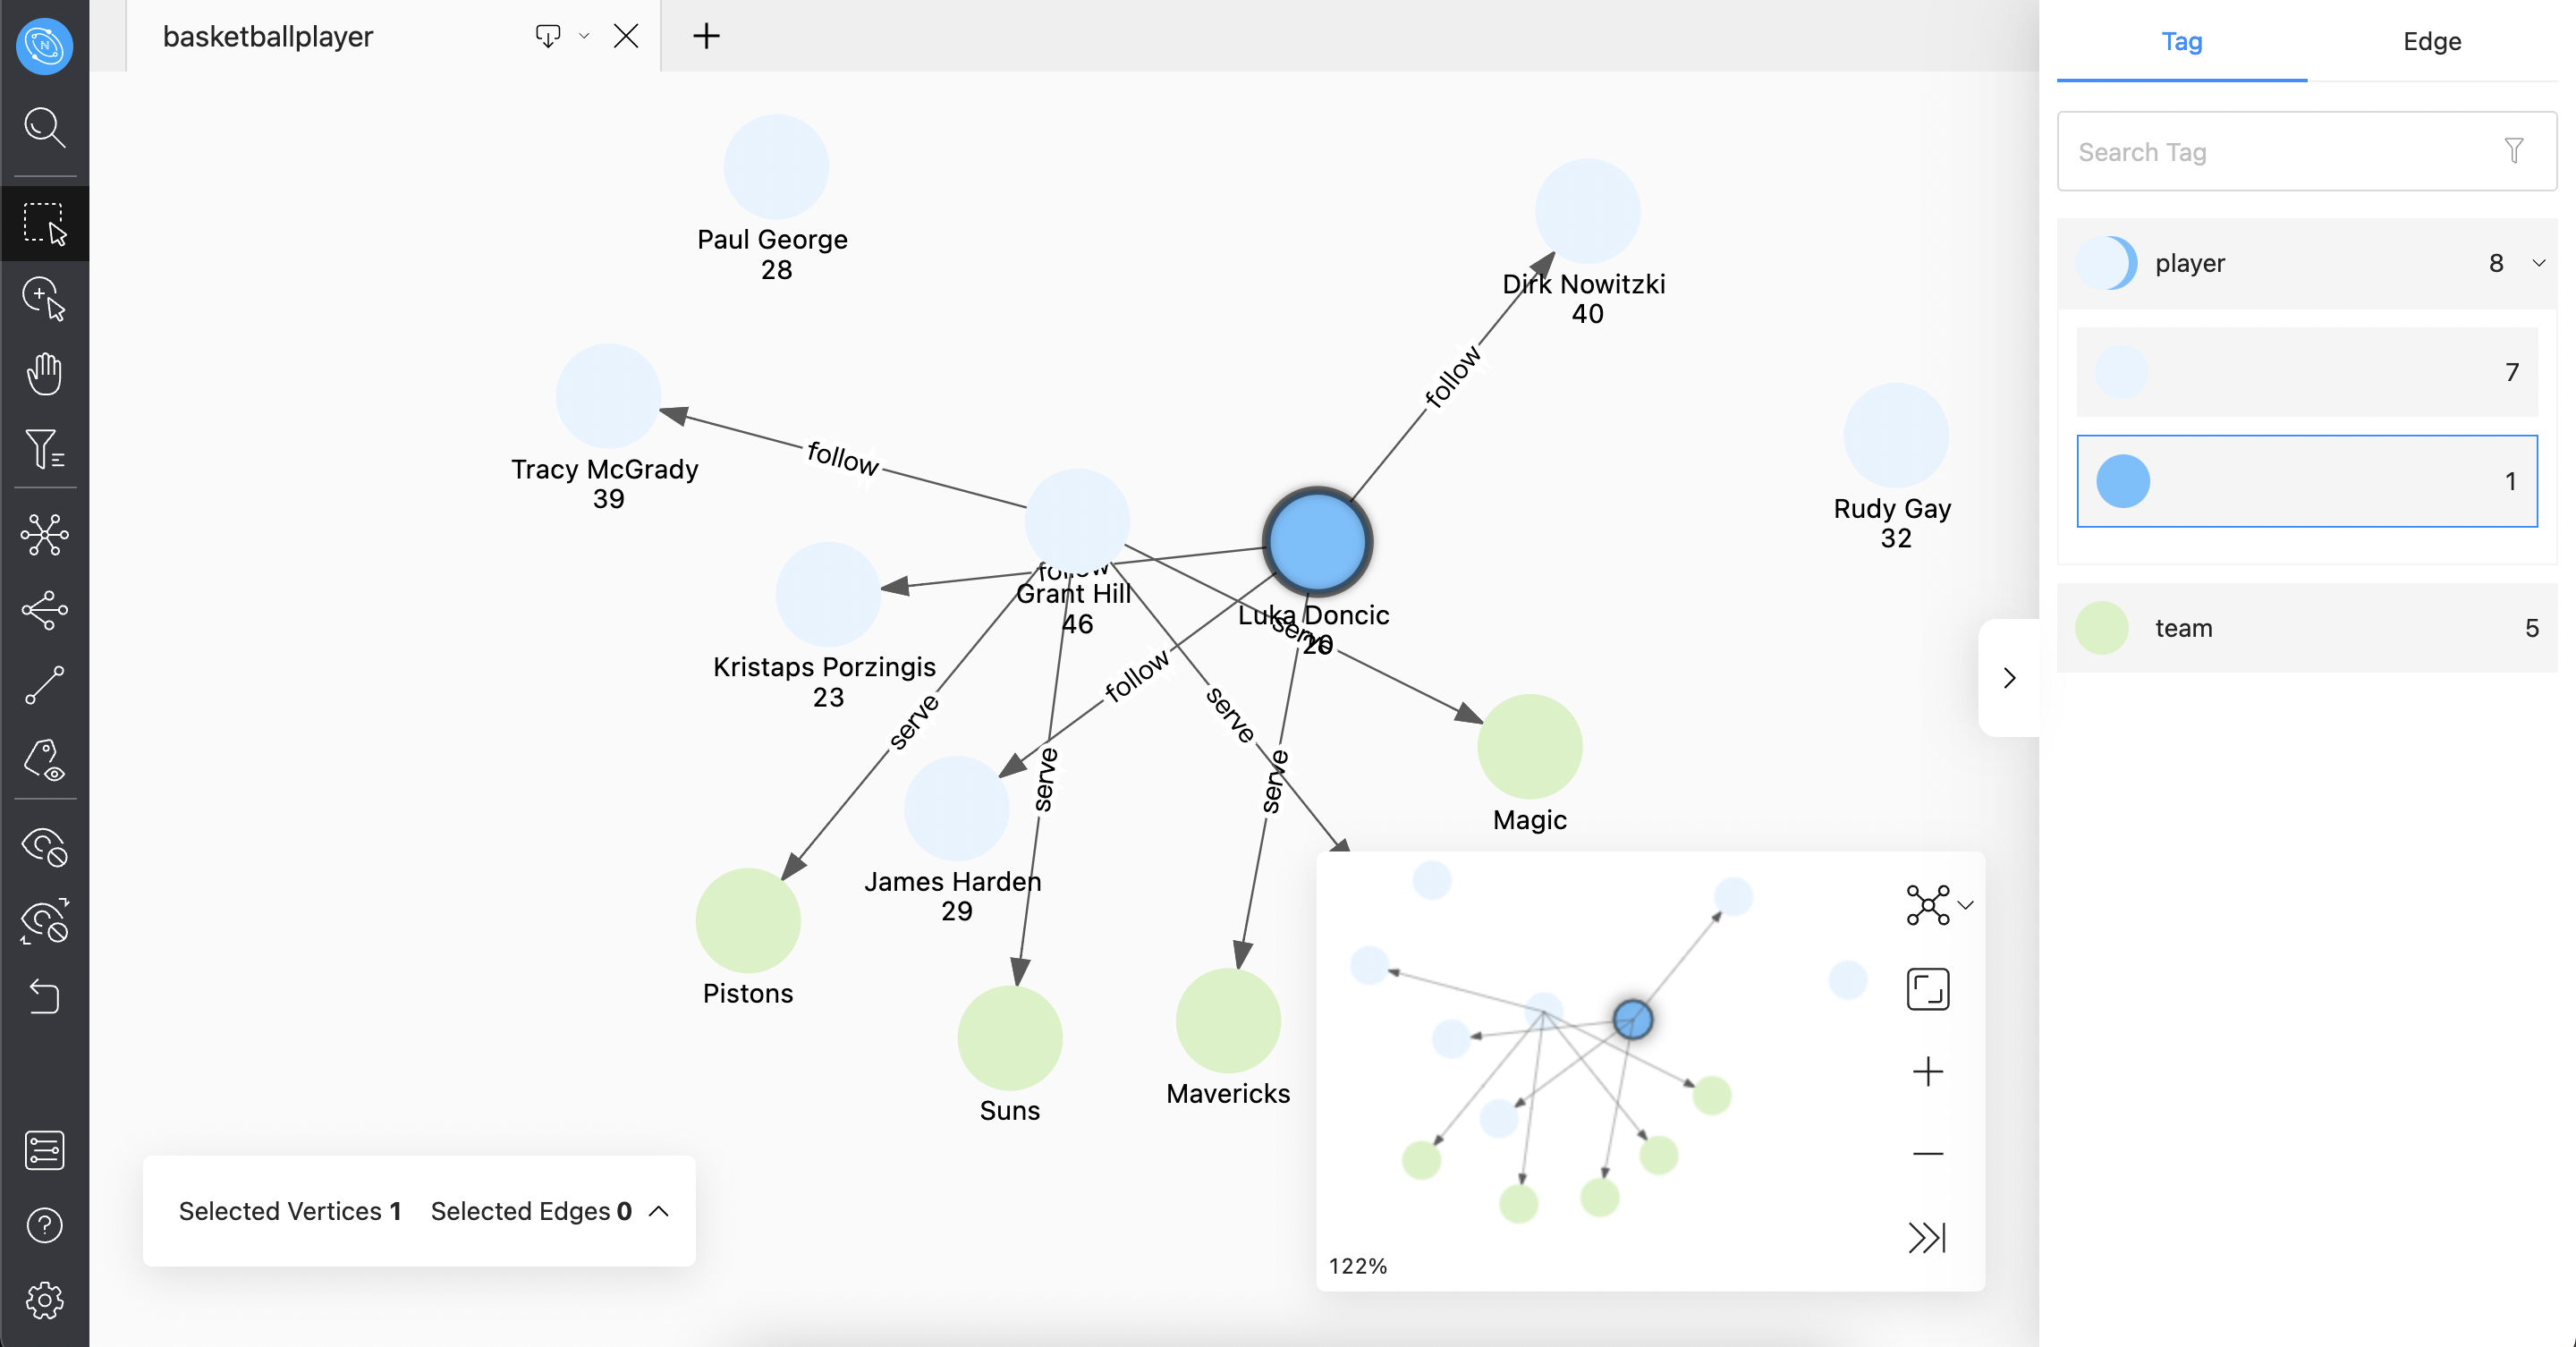 basketballplayer
Tag
Edge
Search Tag
player
8
7
1
team
5
Paul George
28
Dirk Nowitzki
40
follow
Tracy McGrady
39
follow
Rudy Gay
32
follow
Grant Hill
46
Luka Doncic
20
serve
Kristaps Porzingis
23
follow
serve
serve
serve
serve
Magic
James Harden
29
Pistons
Suns
Mavericks
Selected Vertices 1 Selected Edges 0
122%